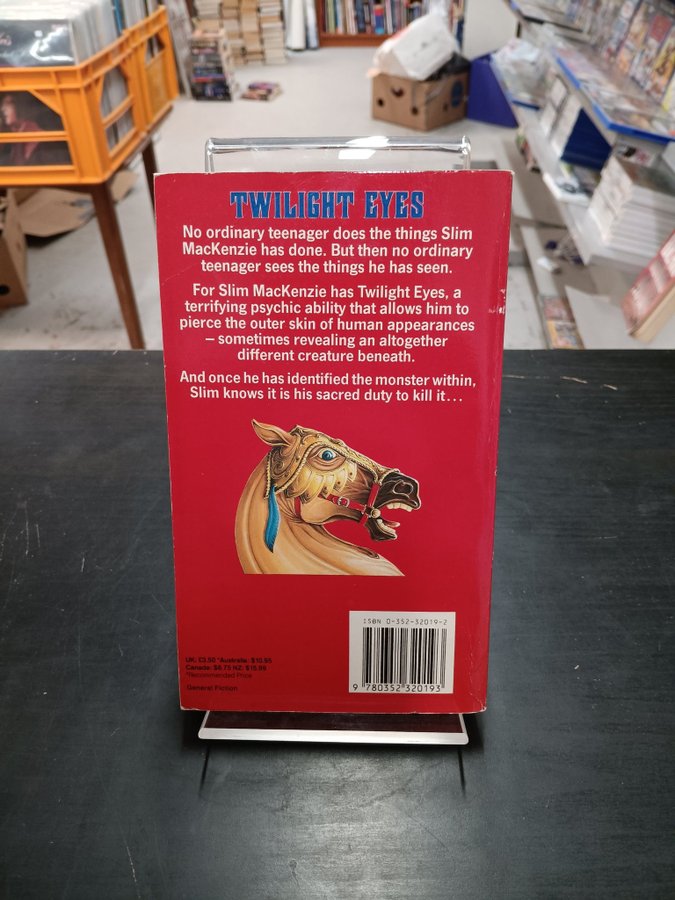 TWILIGHT EYES
No ordinary teenager does the things Slim
MacKenzie has done. But then no ordinary
teenager sees the things he has seen.
For Slim MacKenzie has Twilight Eyes, a
terrifying psychic ability that allows him to
pierce the outer skin of human appearances
– sometimes revealing an altogether
different creature beneath.
And once he has identified the monster within,
Slim knows it is his sacred duty to kill it...
ISBN 0-352-32019-2
UK: £3.50 *Australia: $10.95
Canada: $6.75 NZ: $15.95
*Recommended Price
General Fiction
9 780352 320193